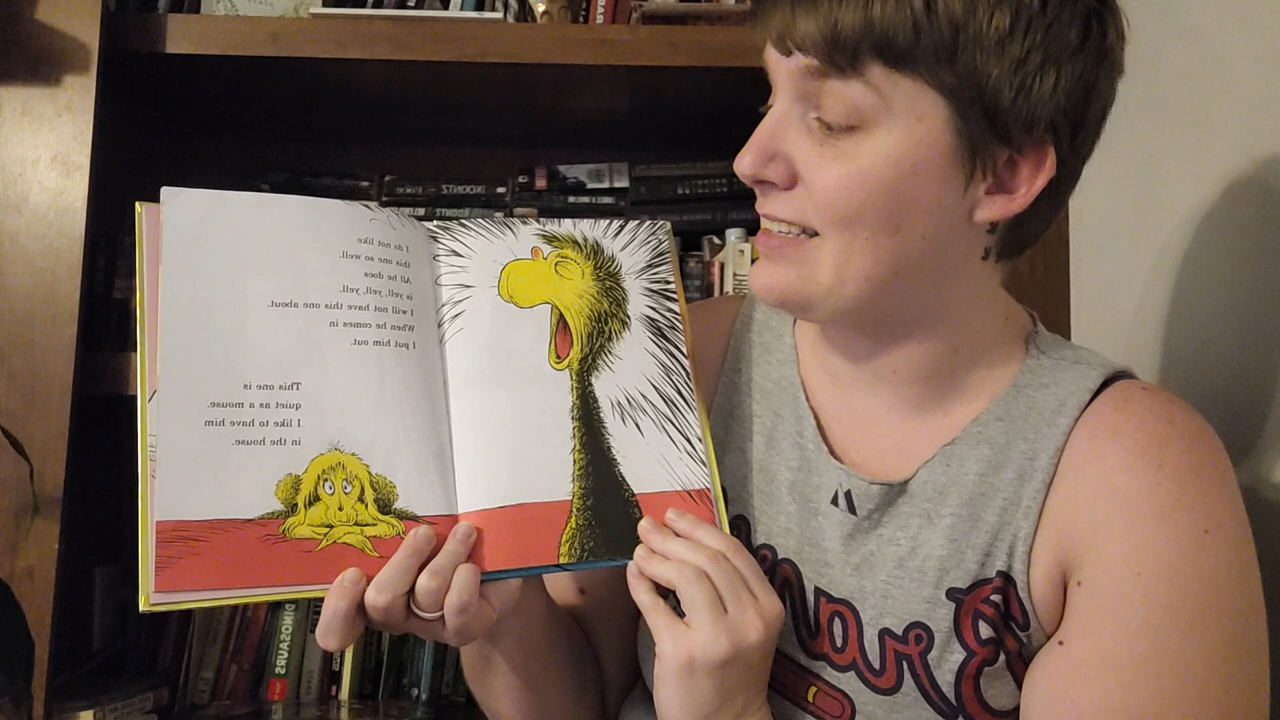 KOONTZ
KOONTZ
I do not like
this one so well.
All he does
is yell, yell, yell.
I will not have this one about.
When he comes in
I put him out.
This one is
quiet as a mouse.
I like to have him
in the house.
Braves
DINOSAURS